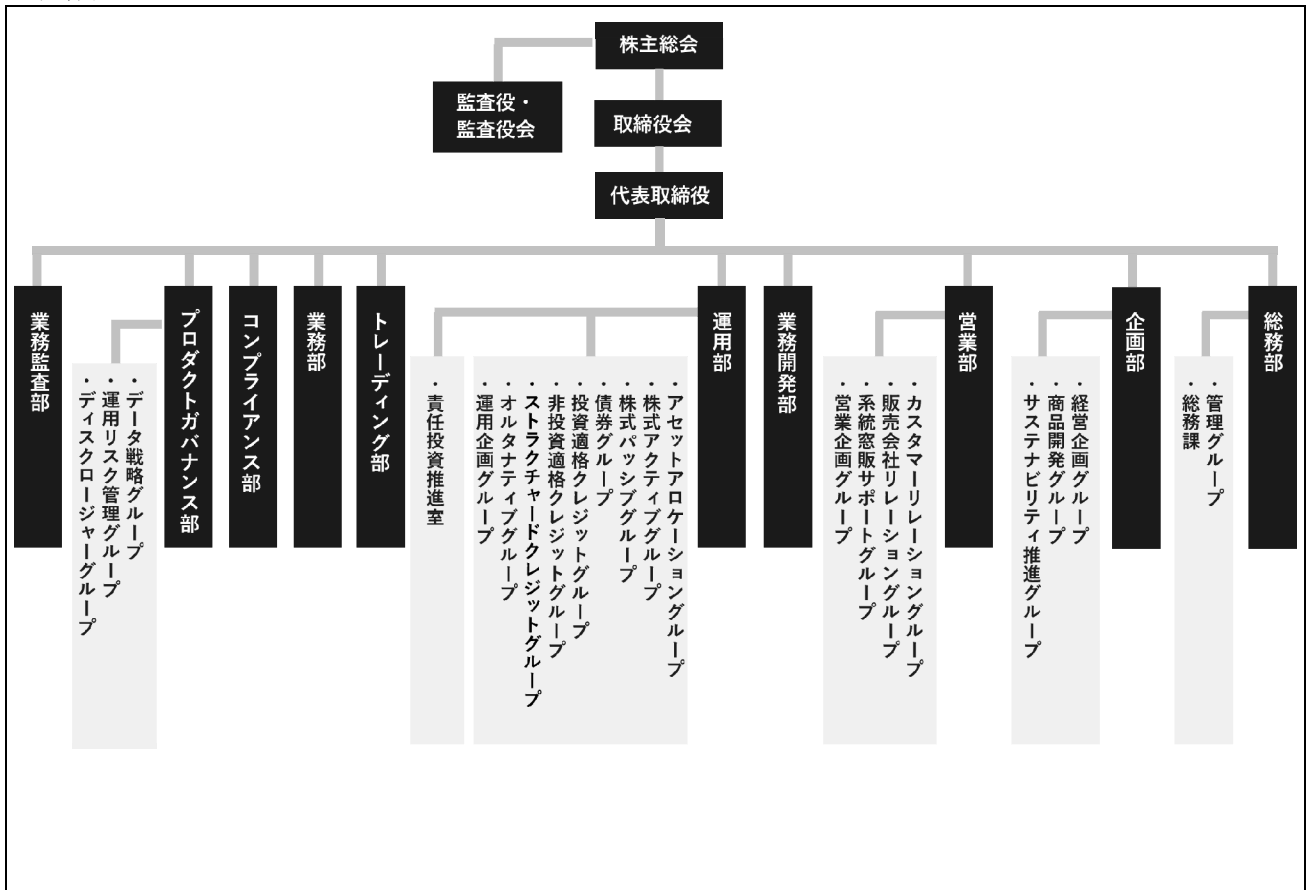 株主総会
監査役・
監査役会
取締役会
代表取締役
総務部
・管理グループ
・総務課
企画部
・経営企画グループ
・商品開発グループ
・サステナビリティ推進グループ
営業部
・カスタマーリレーショングループ
・販売会社リレーショングループ
・系統窓販サポートグループ
・営業企画グループ
業務開発部
運用部
・アセットアロケーショングループ
・株式アクティブグループ
・株式パッシブグループ
・債券グループ
・投資適格クレジットグループ
・非投資適格クレジットグループ
・ストラクチャードクレジットグループ
・オルタナティブグループ
・運用企画グループ
・責任投資推進室
トレーディング部
業務部
コンプライアンス部
プロダクトガバナンス部
・データ戦略グループ
・運用リスク管理グループ
・ディスクロージャーグループ
業務監査部